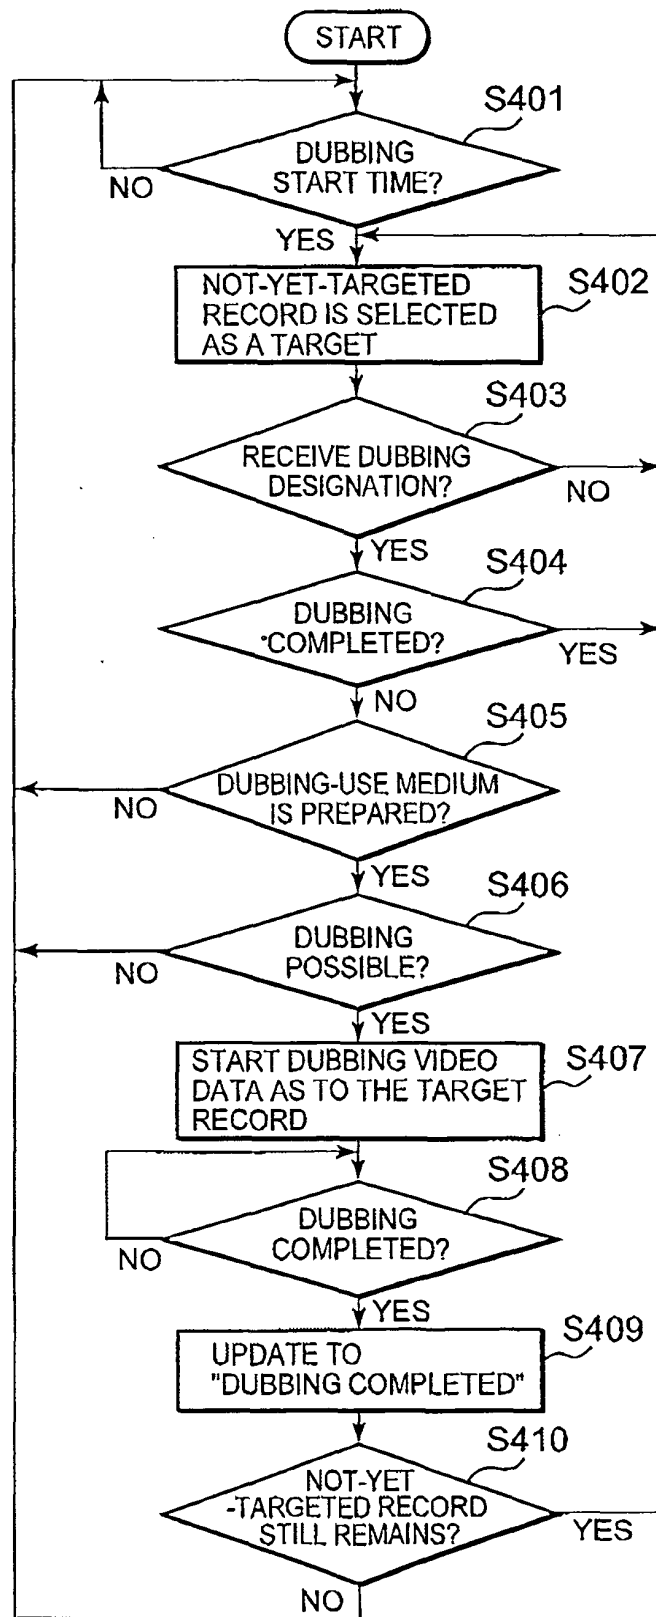 START
S401
DUBBING
START TIME?
NO
YES
S402
NOT-YET-TARGETED
RECORD IS SELECTED
AS A TARGET
S403
RECEIVE DUBBING
DESIGNATION?
NO
YES
S404
DUBBING
COMPLETED?
YES
NO
S405
DUBBING-USE MEDIUM
IS PREPARED?
NO
YES
S406
DUBBING
POSSIBLE?
NO
YES
START DUBBING VIDEO
DATA AS TO THE TARGET
RECORD
S407
S408
DUBBING
COMPLETED?
NO
YES
S409
UPDATE TO
"DUBBING COMPLETED"
S410
NOT-YET
-TARGETED RECORD
STILL REMAINS?
YES
NO